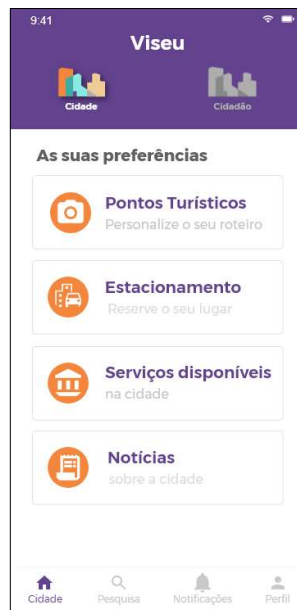 9:41
Viseu
Cidade Cidadão
As suas preferências
Pontos Turísticos
Personalize o seu roteiro
Estacionamento
Reserve o seu lugar
Serviços disponíveis
na cidade
Notícias
sobre a cidade
Cidade Pesquisa Notificações Perfil